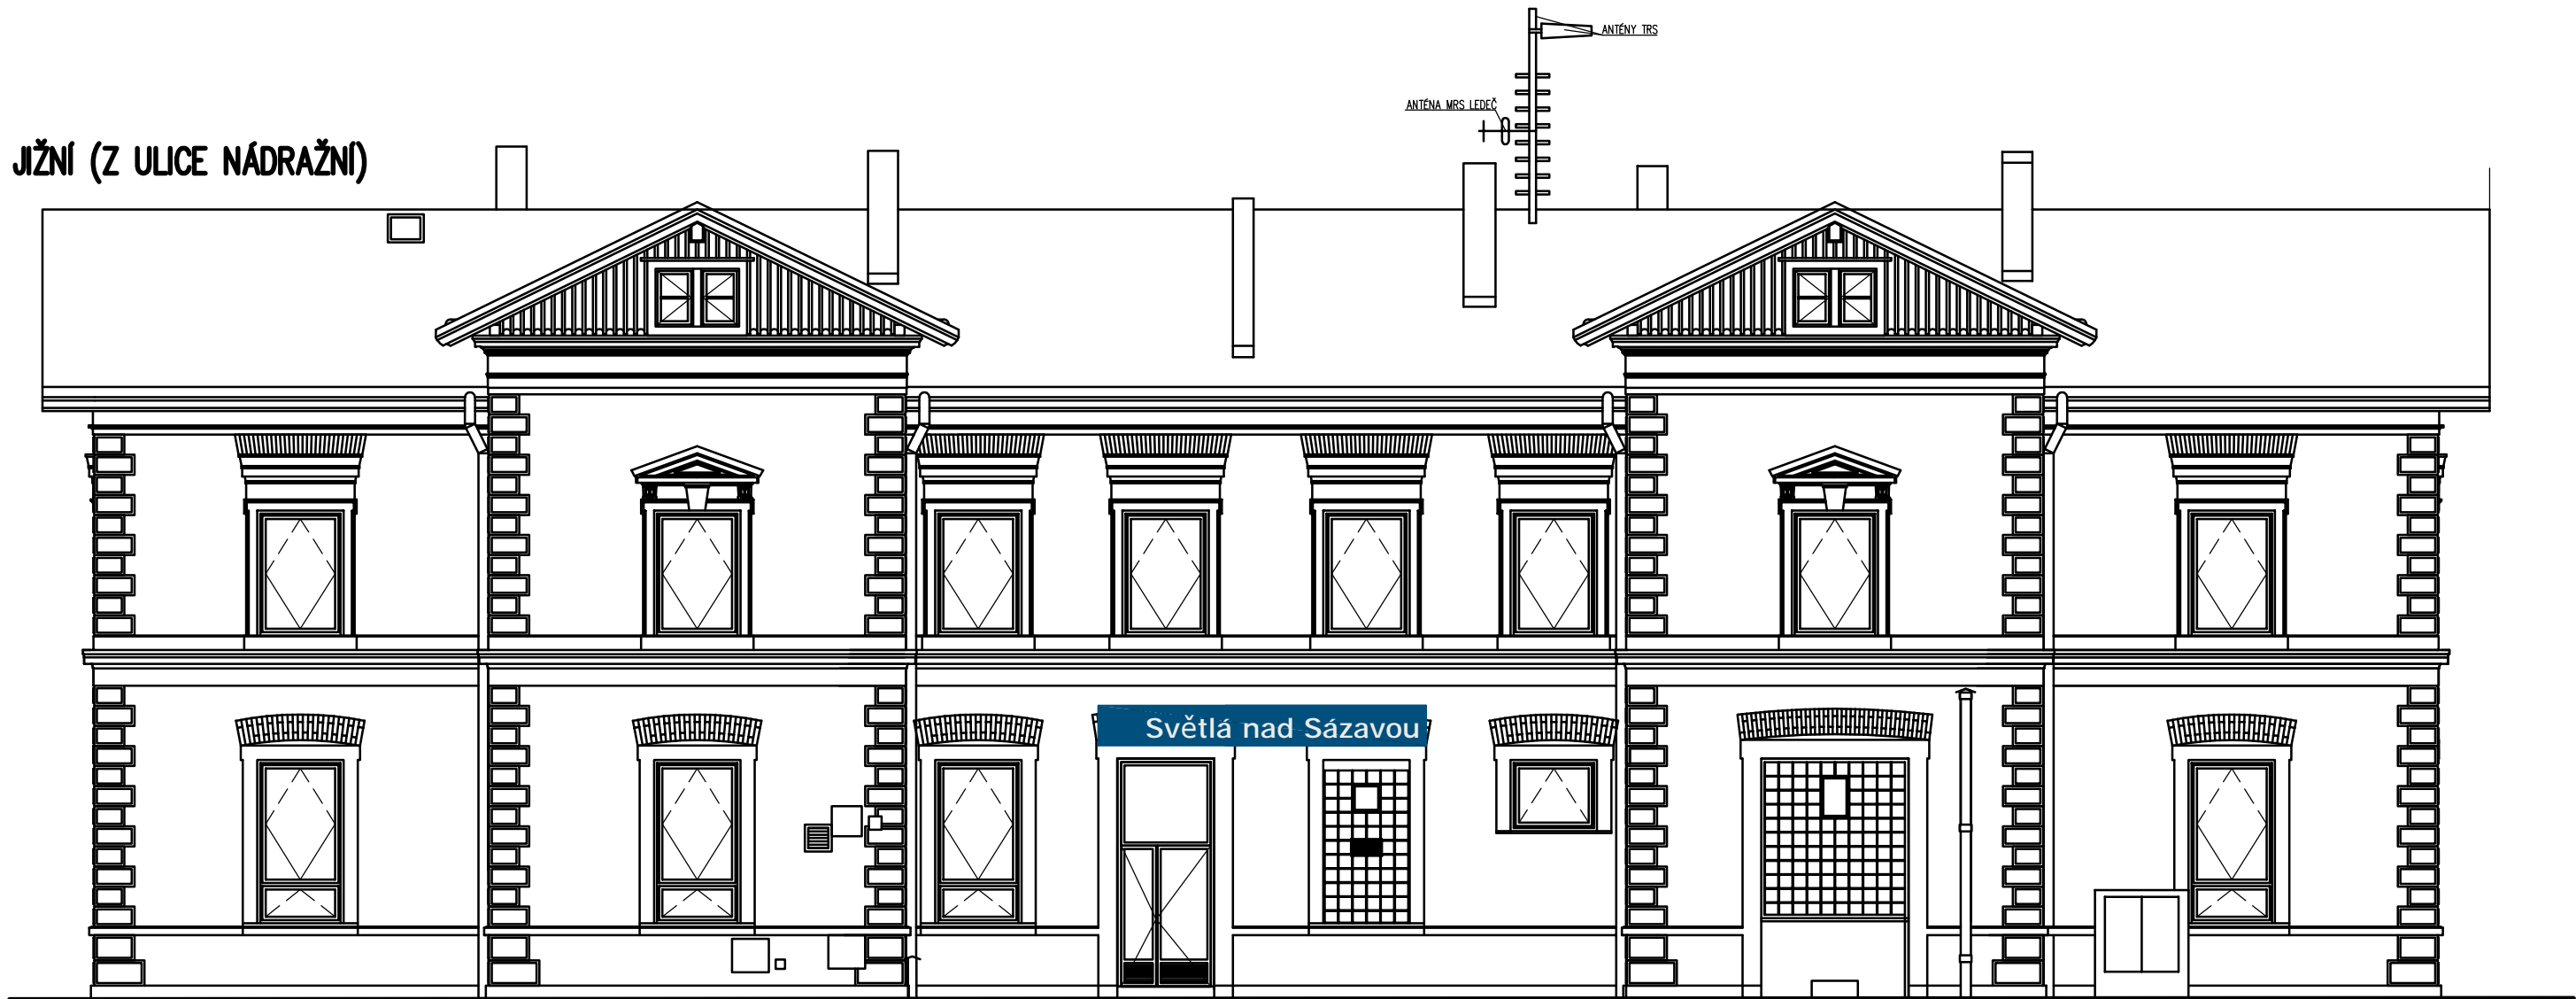 ANTÉNY TRS
ANTÉNA MRS LEDEČ
JIŽNÍ (Z ULICE NÁDRAŽNÍ)
Světlá nad Sázavou